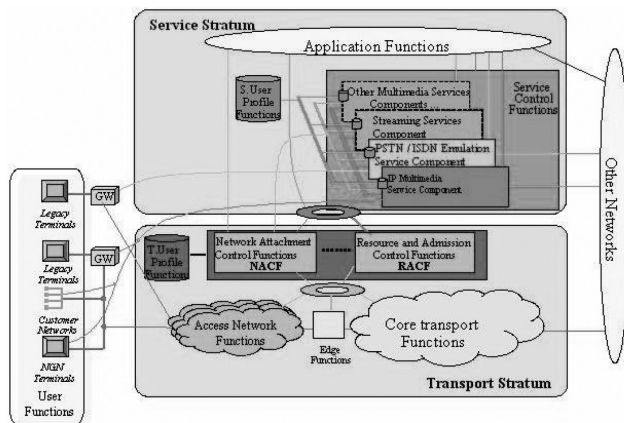 Service Stratum
Application Functions
S.User
Profile
Functions
Other Multimedia Services
Components ...
Streaming Services
Component
PSTN / ISDN Emulation
Service Component
IP Multimedia
Service Component
Service
Control
Functions
Other Networks
GW
Legacy
Terminals
GW
Legacy
Terminals
Customer
Networks
NGN
Terminals
User
Functions
T.User
Profile
Functions
Network Attachment
Control Functions
NACF
Resource and Admission
Control Functions
RACF
Access Network
Functions
Edge
Functions
Core transport
Functions
Transport Stratum